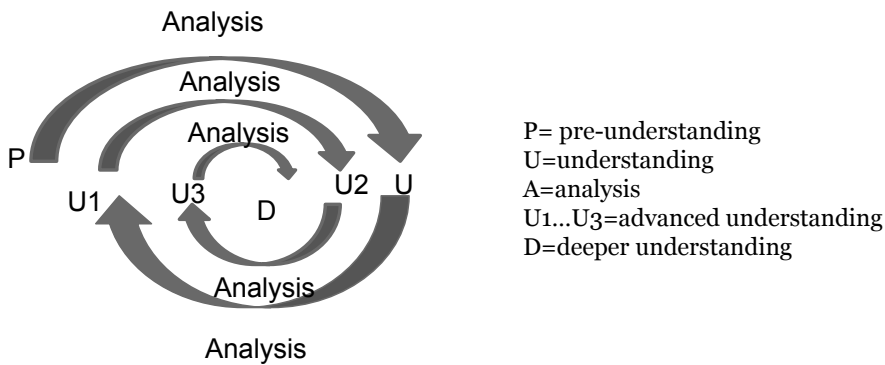 Analysis
Analysis
Analysis
P
U1
U3
D
U2
U
Analysis
Analysis
P= pre-understanding
U=understanding
A=analysis
U1...U3=advanced understanding
D=deeper understanding